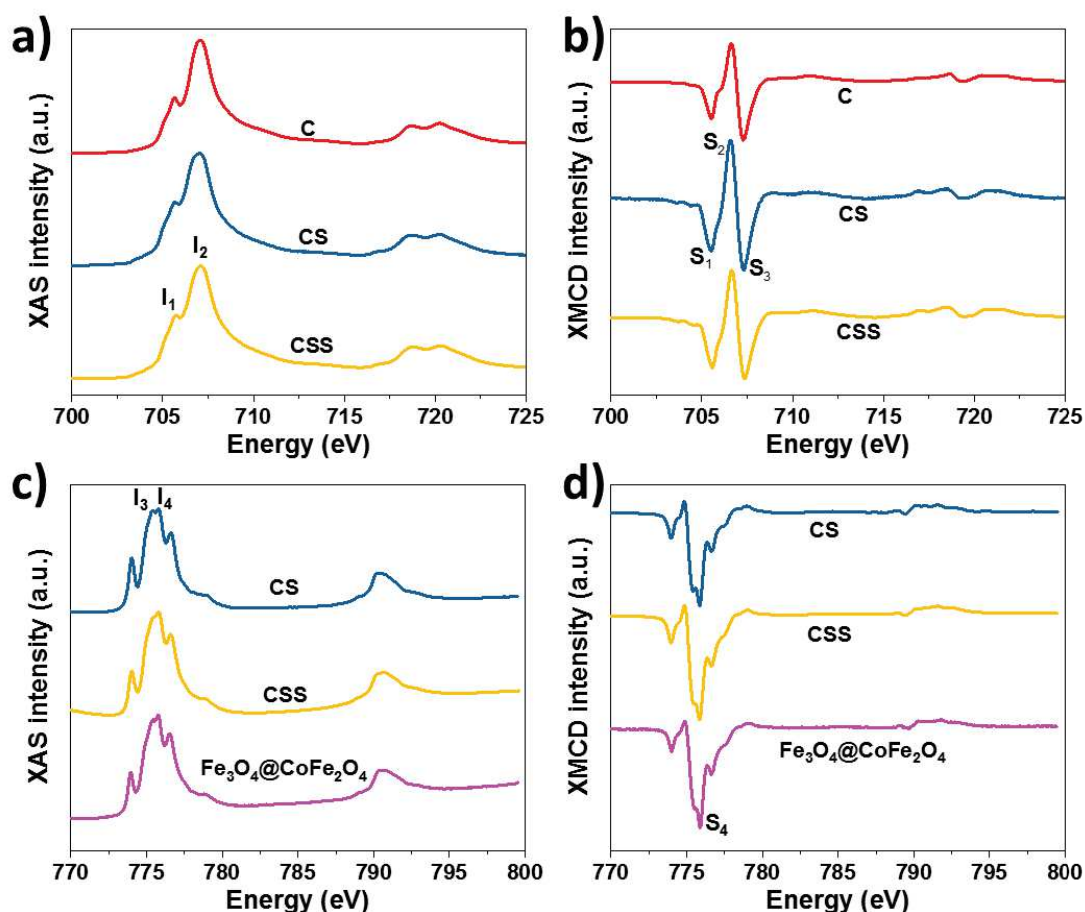 a)
XAS intensity (a.u.)
C
CS
I₂
I₁
CSS
700 705 710 715 720 725
Energy (eV)
b)
XMCD intensity (a.u.)
C
S₂
CS
S₁
S₃
CSS
700 705 710 715 720 725
Energy (eV)
c)
XAS intensity (a.u.)
I₃ I₄
CS
CSS
Fe₃O₄@CoFe₂O₄
770 775 780 785 790 795 800
Energy (eV)
d)
XMCD intensity (a.u.)
CS
CSS
Fe₃O₄@CoFe₂O₄
S₄
770 775 780 785 790 795 800
Energy (eV)